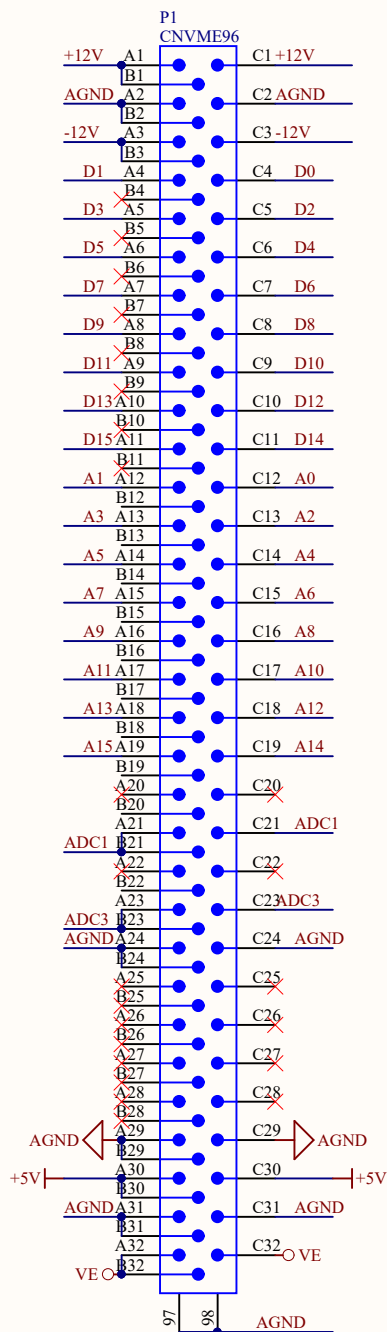 P1
CNVME96
+12V A1 C1 +12V
B1
AGND A2 C2 AGND
B2
-12V A3 C3 -12V
B3
D1 A4 C4 D0
B4
D3 A5 C5 D2
B5
D5 A6 C6 D4
B6
D7 A7 C7 D6
B7
D9 A8 C8 D8
B8
D11 A9 C9 D10
B9
D13 A10 C10 D12
B10
D15 A11 C11 D14
B11
A1 A12 C12 A0
B12
A3 A13 C13 A2
B13
A5 A14 C14 A4
B14
A7 A15 C15 A6
B15
A9 A16 C16 A8
B16
A11 A17 C17 A10
B17
A13 A18 C18 A12
B18
A15 A19 C19 A14
B19
A20 C20
B20
A21 C21 ADC1
ADC1 B21
A22 C22
B22
A23 C23 ADC3
ADC3 B23
AGND A24 C24 AGND
B24
A25 C25
B25
A26 C26
B26
A27 C27
B27
A28 C28
B28
AGND A29 C29 AGND
B29
+5V A30 C30 +5V
B30
AGND A31 C31 AGND
B31
A32 C32 VE
VE B32
97 98 AGND